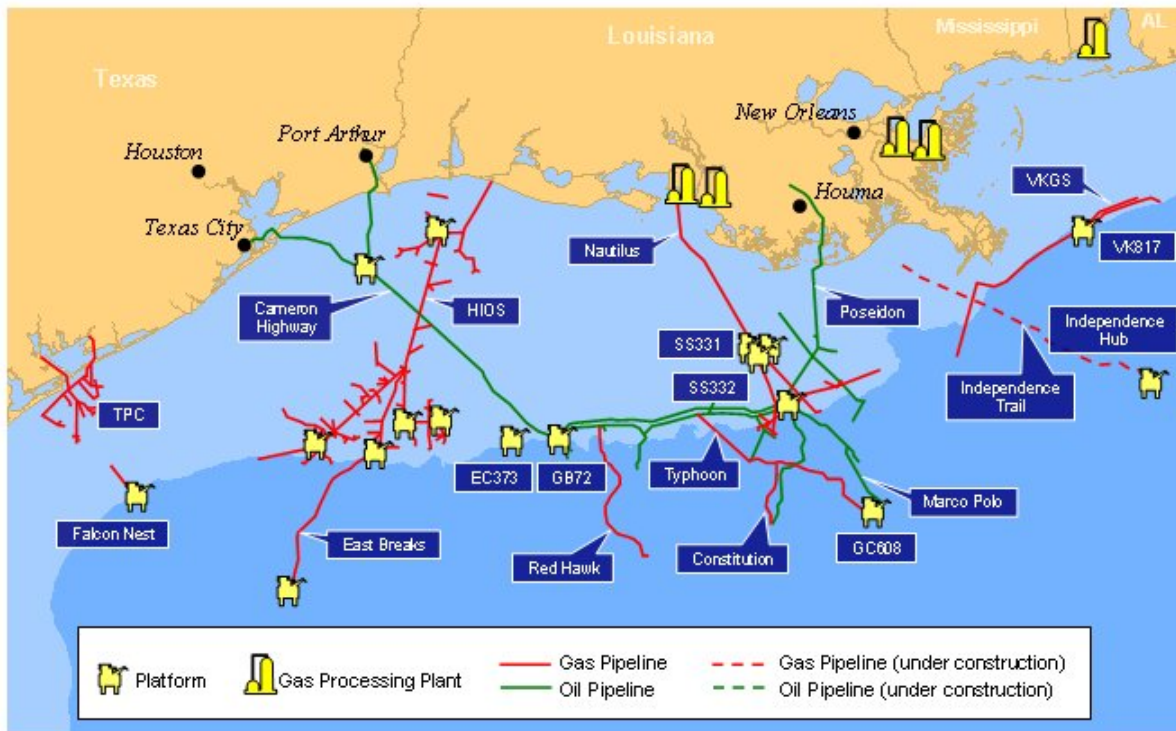 Mississippi
AL
Louisiana
Texas
New Orleans
Port Arthur
Houston
VKGS
Houma
Texas City
Nautilus
VK817
Cameron
Highway
HIOS
Poseidon
Independence
Hub
SS331
SS332
Independence
Trail
TPC
EC373
GB72
Typhoon
Marco Polo
Falcon Nest
East Breaks
Red Hawk
Constitution
GC608
Platform
Gas Processing Plant
Gas Pipeline
Oil Pipeline
Gas Pipeline (under construction)
Oil Pipeline (under construction)